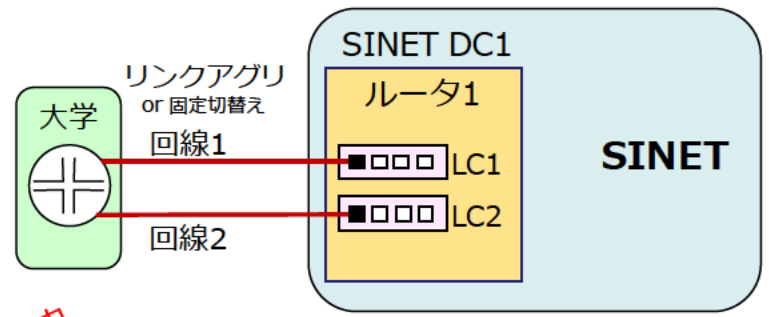 SINET DC1
リンクアグリ
or 固定切替え
ルータ1
大学
回線1
LC1
SINET
LC2
回線2